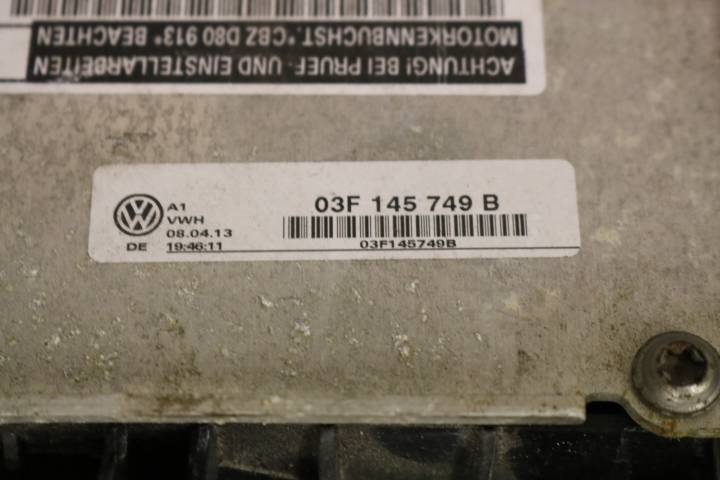 ACHTUNG! BEI PRUEF- UND EINSTELLARBEITEN
MOTORKENNBUCHST. "CBZ D80 913" BEACHTEN
A1
VWH
08.04.13
DE 19:46:11
03F 145 749 B
03F145749B